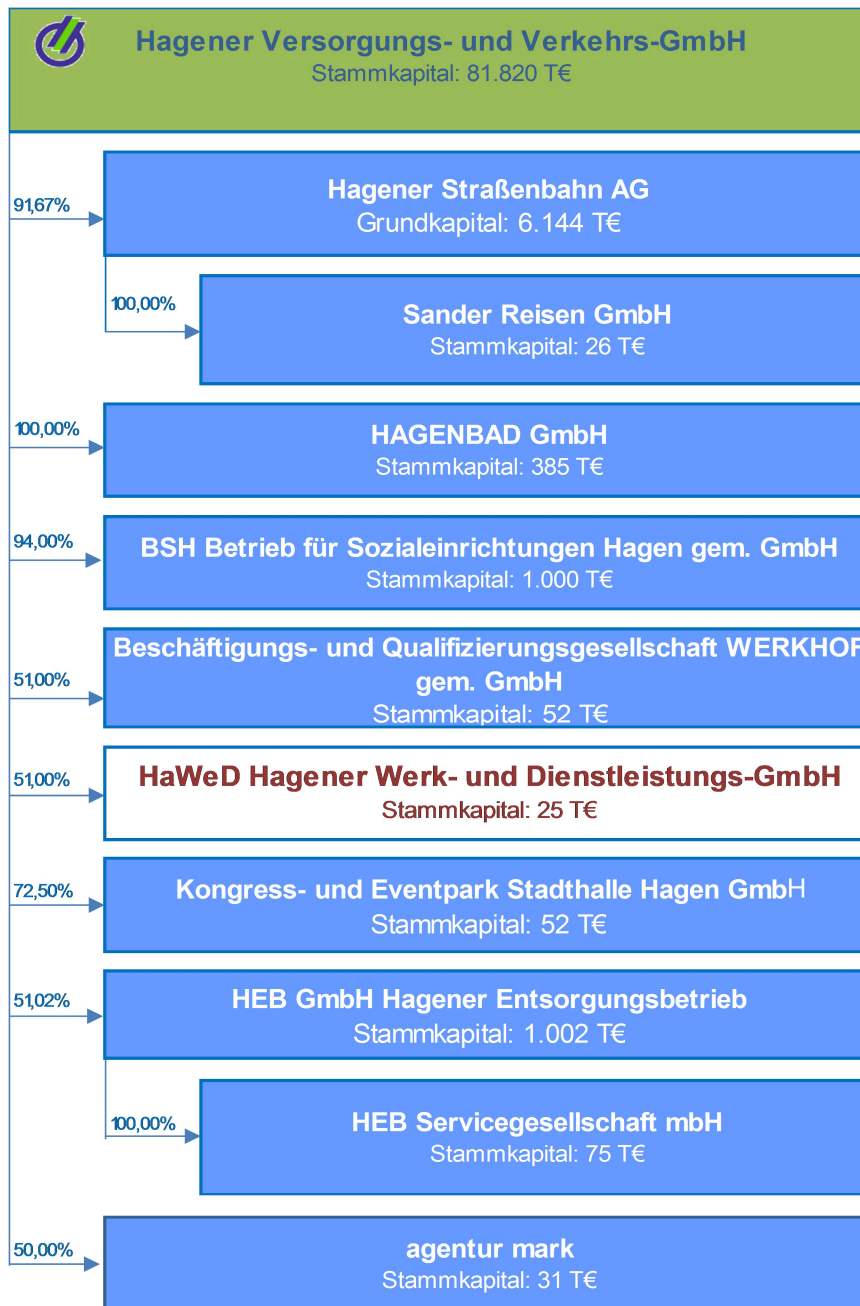 Hagener Versorgungs- und Verkehrs-GmbH
Stammkapital: 81.820 T€
91,67%
Hagener Straßenbahn AG
Grundkapital: 6.144 T€
100,00%
Sander Reisen GmbH
Stammkapital: 26 T€
100,00%
HAGENBAD GmbH
Stammkapital: 385 T€
94,00%
BSH Betrieb für Sozialeinrichtungen Hagen gem. GmbH
Stammkapital: 1.000 T€
51,00%
Beschäftigungs- und Qualifizierungsgesellschaft WERKHOF
gem. GmbH
Stammkapital: 52 T€
51,00%
HaWeD Hagener Werk- und Dienstleistungs-GmbH
Stammkapital: 25 T€
72,50%
Kongress- und Eventpark Stadthalle Hagen GmbH
Stammkapital: 52 T€
51,02%
HEB GmbH Hagener Entsorgungsbetrieb
Stammkapital: 1.002 T€
100,00%
HEB Servicegesellschaft mbH
Stammkapital: 75 T€
50,00%
agentur mark
Stammkapital: 31 T€